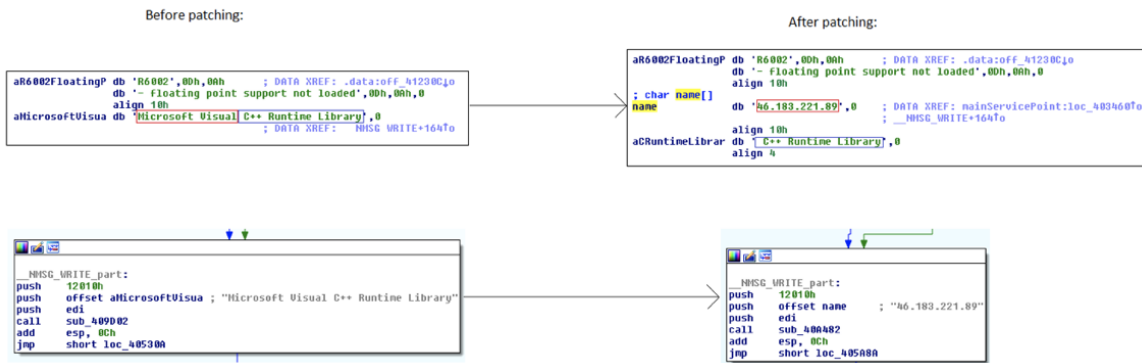 Before patching:
After patching:
aR6002FloatingP db 'R6002',0Dh,0Ah ; DATA XREF: .data:off_41230C↓o
db '- floating point support not loaded',0Dh,0Ah,0
align 10h
aMicrosoftVisua db 'Microsoft Visual C++ Runtime Library',0
; DATA XREF: __NMSG_WRITE+164↑o
aR6002FloatingP db 'R6002',0Dh,0Ah ; DATA XREF: .data:off_41230C↓o
db '- floating point support not loaded',0Dh,0Ah,0
align 10h
; char name[]
name db '46.183.221.89',0 ; DATA XREF: mainServicePoint:loc_403460↑o
; __NMSG_WRITE+164↑o
align 10h
aCRuntimeLibrar db ' C++ Runtime Library',0
align 4
__NMSG_WRITE_part:
push 12010h
push offset aMicrosoftVisua ; "Microsoft Visual C++ Runtime Library"
push edi
call sub_409D02
add esp, 0Ch
jmp short loc_40530A
__NMSG_WRITE_part:
push 12010h
push offset name ; "46.183.221.89"
push edi
call sub_40A482
add esp, 0Ch
jmp short loc_405A8A